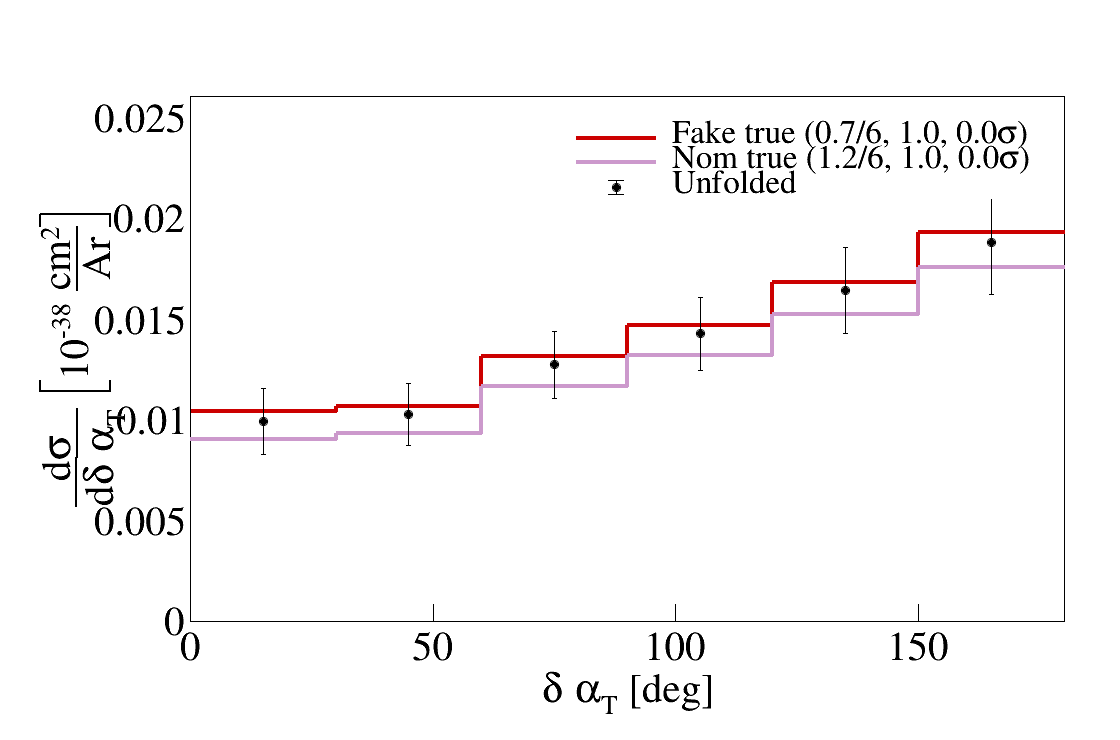 0.025
0.02
0.015
0.01
0.005
0
0
50
100
150
δ α_T [deg]
dσ/dδ α_T [10^-38 cm^2/Ar]
Fake true (0.7/6, 1.0, 0.0σ)
Nom true (1.2/6, 1.0, 0.0σ)
Unfolded